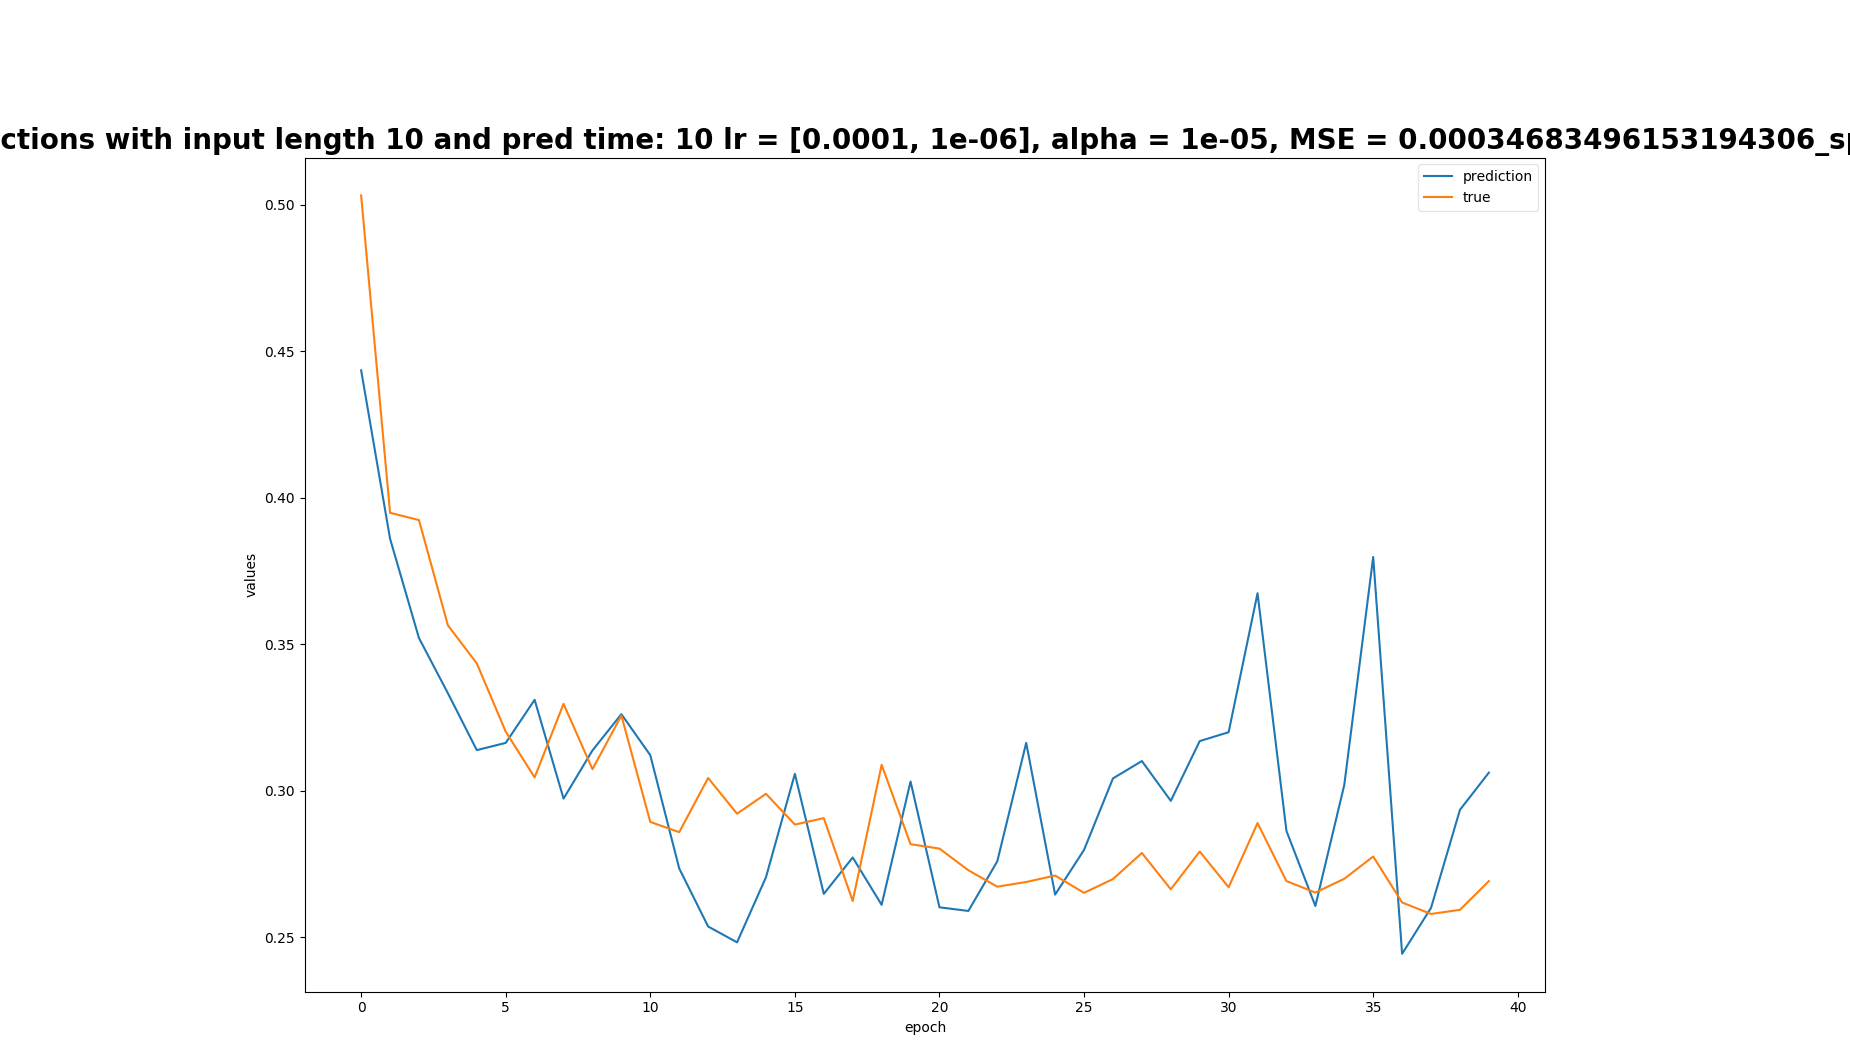 ctions with input length 10 and pred time: 10 lr = [0.0001, 1e-06], alpha = 1e-05, MSE = 0.00034683496153194306_sp
prediction
true
0.50
0.45
0.40
0.35
0.30
0.25
values
0 5 10 15 20 25 30 35 40
epoch